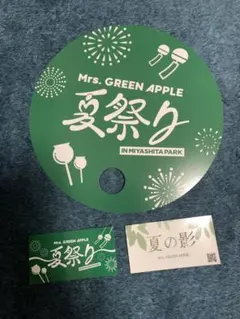 Mrs. GREEN APPLE
夏祭り
IN MIYASHITA PARK
Mrs. GREEN APPLE
夏祭り
夏の影